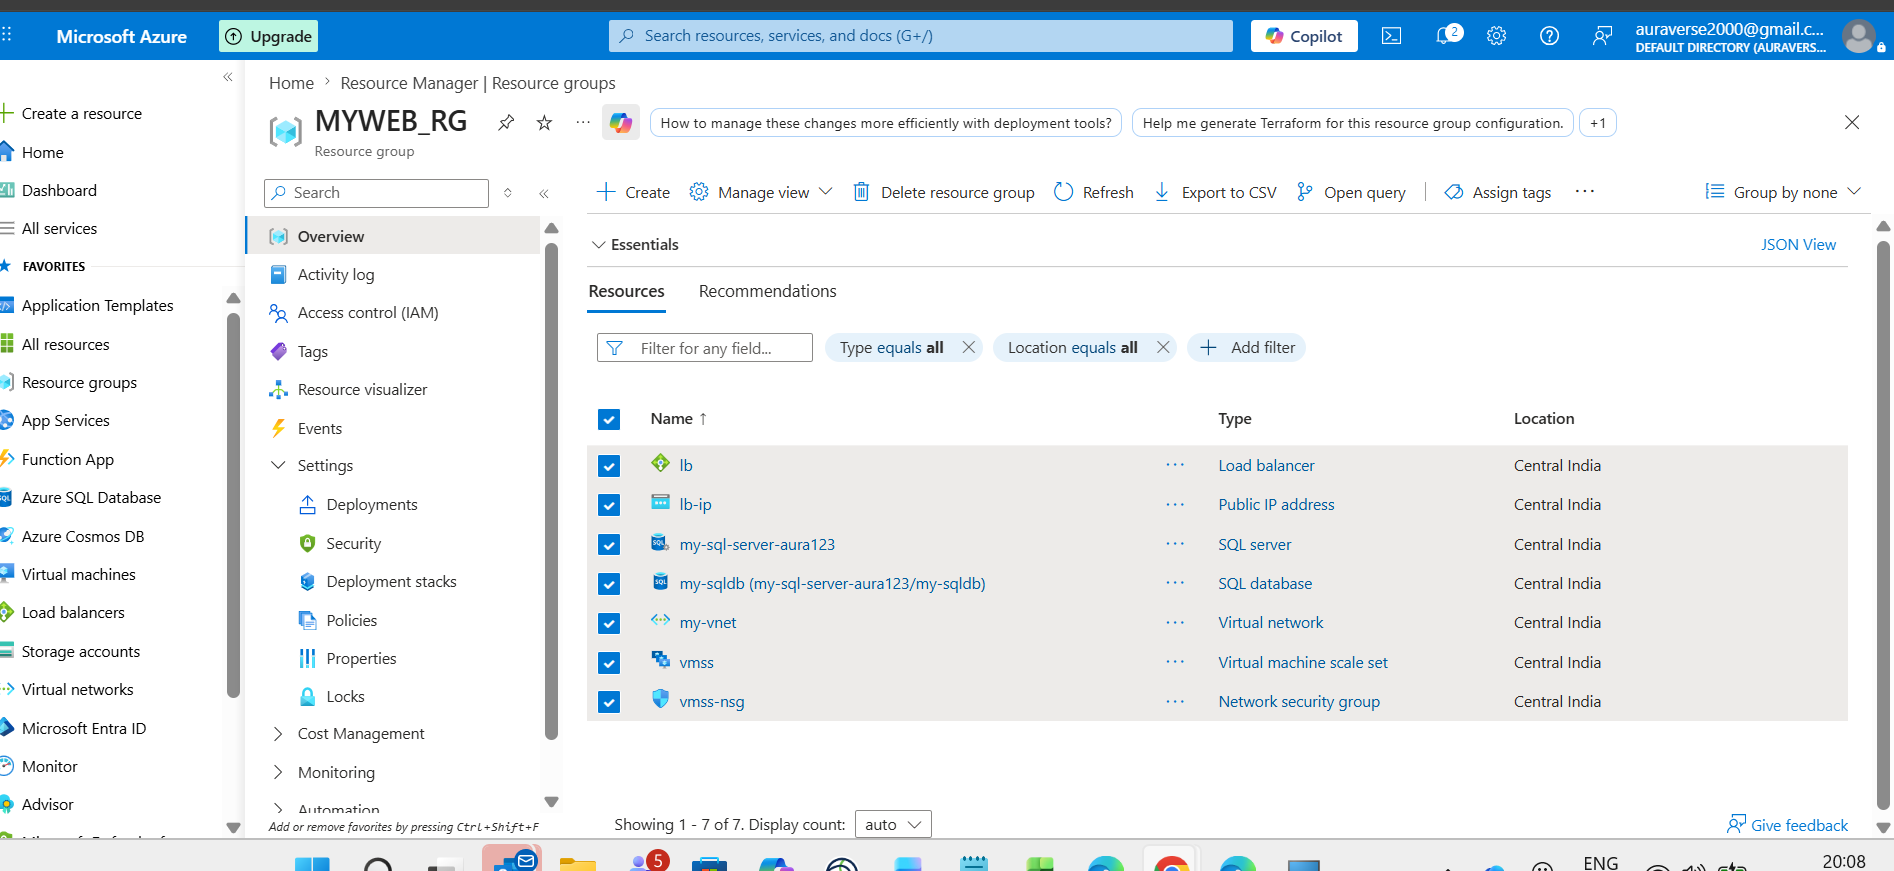 Microsoft Azure
Upgrade
Search resources, services, and docs (G+/)
Copilot
2
auraverse2000@gmail.c...
DEFAULT DIRECTORY (AURAVERS...
Create a resource
Home
Dashboard
All services
FAVORITES
Application Templates
All resources
Resource groups
App Services
Function App
Azure SQL Database
Azure Cosmos DB
Virtual machines
Load balancers
Storage accounts
Virtual networks
Microsoft Entra ID
Monitor
Advisor
Home > Resource Manager | Resource groups
MYWEB_RG
Resource group
How to manage these changes more efficiently with deployment tools?
Help me generate Terraform for this resource group configuration.
+1
Search
Overview
Activity log
Access control (IAM)
Tags
Resource visualizer
Events
Settings
Deployments
Security
Deployment stacks
Policies
Properties
Locks
Cost Management
Monitoring
Automation
Add or remove favorites by pressing Ctrl+Shift+F
Create
Manage view
Delete resource group
Refresh
Export to CSV
Open query
Assign tags
Group by none
Essentials
JSON View
Resources
Recommendations
Filter for any field...
Type equals all
Location equals all
Add filter
Name ↑ Type Location
lb Load balancer Central India
lb-ip Public IP address Central India
my-sql-server-aura123 SQL server Central India
my-sqldb (my-sql-server-aura123/my-sqldb) SQL database Central India
my-vnet Virtual network Central India
vmss Virtual machine scale set Central India
vmss-nsg Network security group Central India
Showing 1 - 7 of 7. Display count: auto
Give feedback
5
ENG
20:08